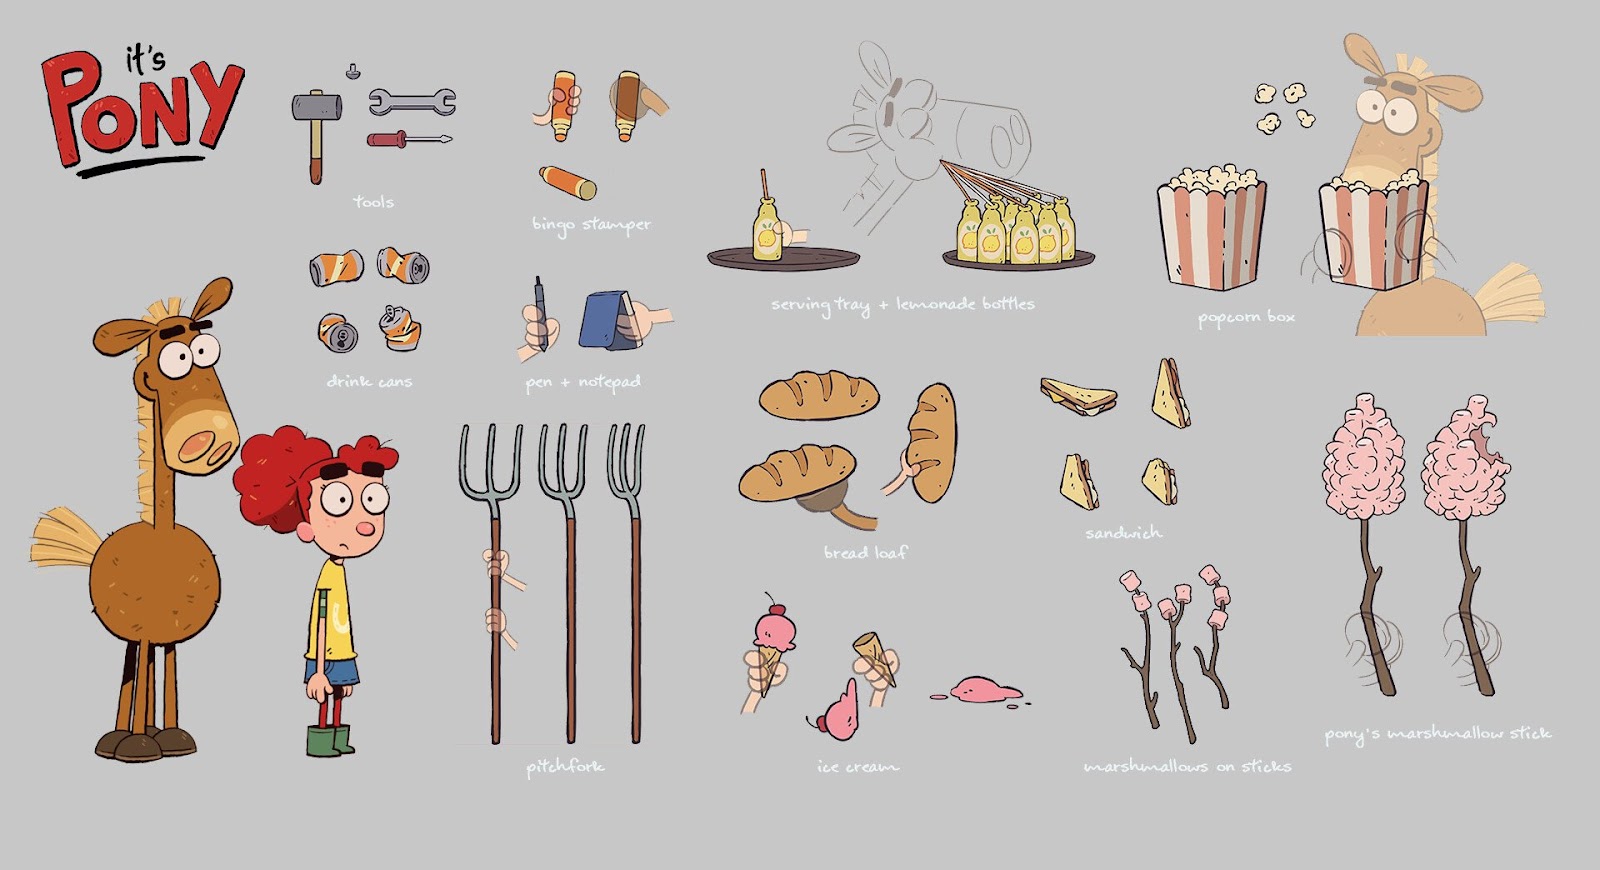 it's
PONY
tools
bingo stamper
serving tray + lemonade bottles
popcorn box
drink cans
pen + notepad
bread loaf
sandwich
pitchfork
ice cream
marshmallows on sticks
pony's marshmallow stick